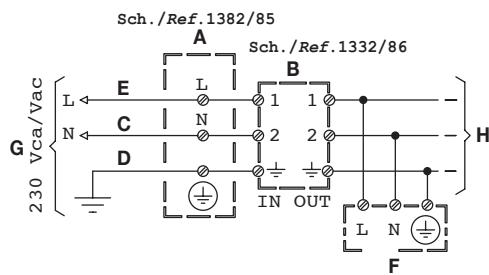 Sch./Ref.1382/85
A
Sch./Ref.1332/86
B
L
E
L
1
1
N
C
N
2
2
G
230 Vca/Vac
D
H
IN OUT
L N
F